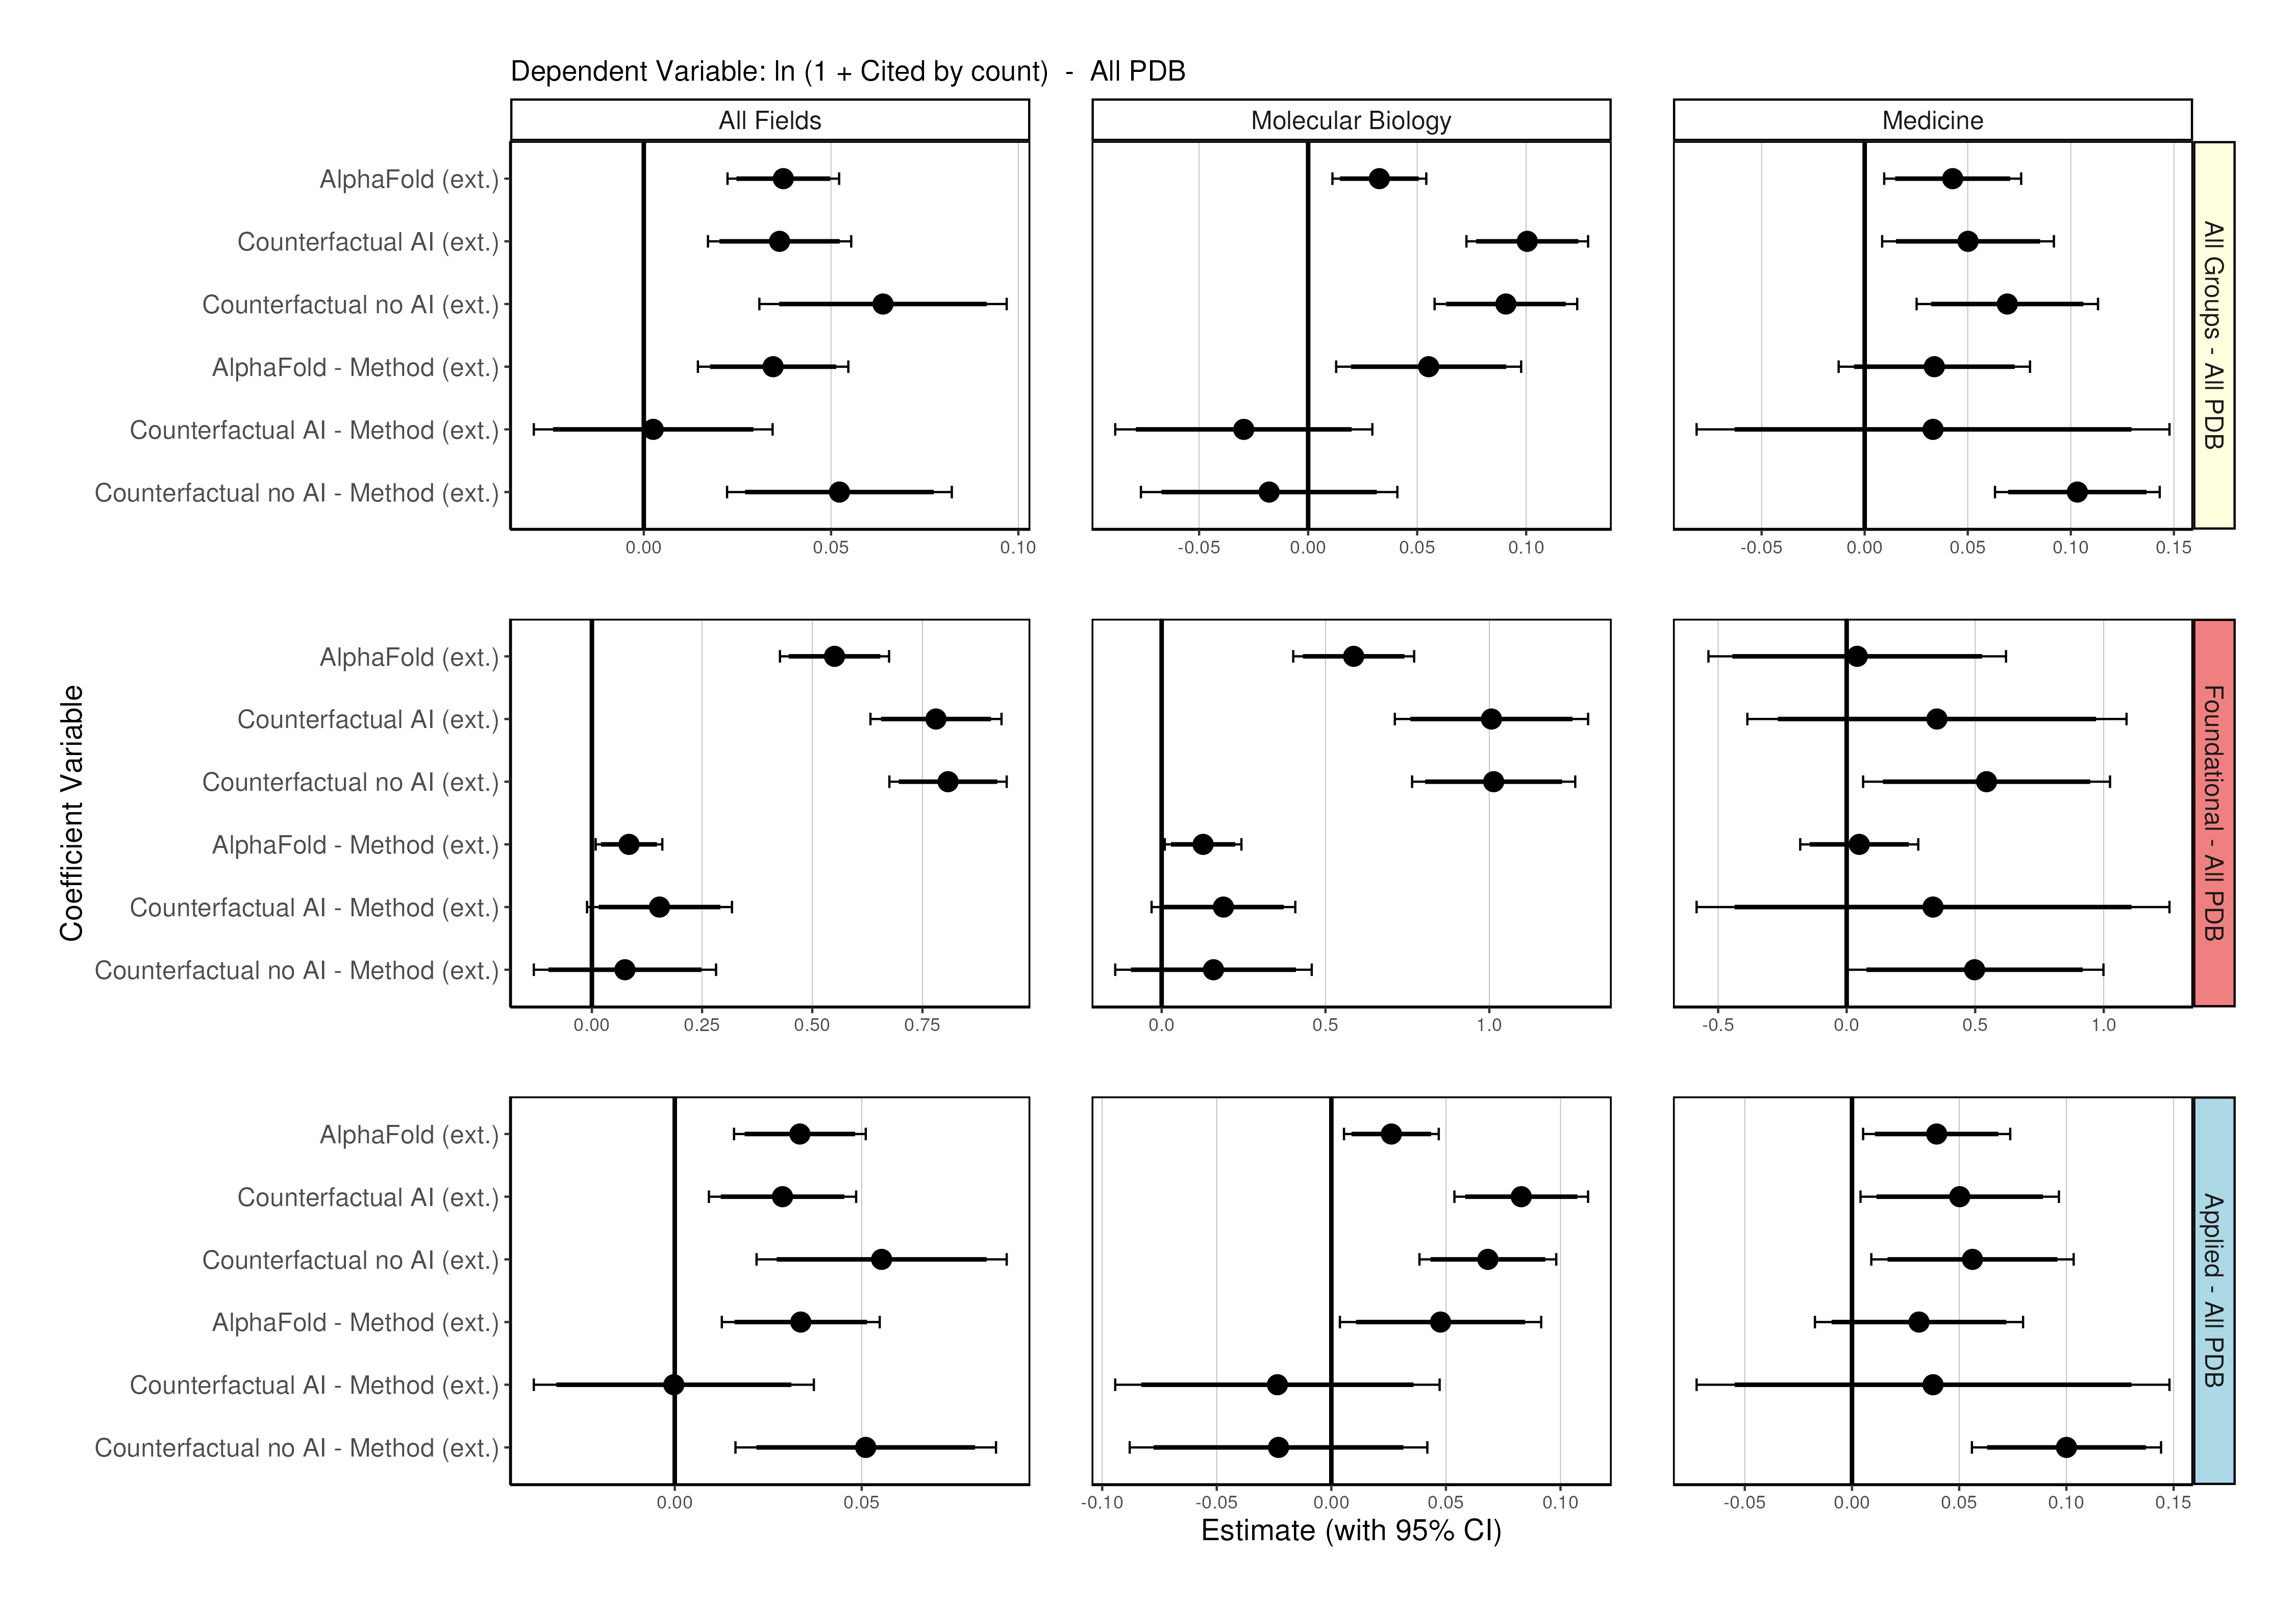 Dependent Variable: ln (1 + Cited by count)  -  All PDB
All Fields
Molecular Biology
Medicine
AlphaFold (ext.)
Counterfactual AI (ext.)
Counterfactual no AI (ext.)
AlphaFold - Method (ext.)
Counterfactual AI - Method (ext.)
Counterfactual no AI - Method (ext.)
0.00 0.05 0.10
-0.05 0.00 0.05 0.10
-0.05 0.00 0.05 0.10 0.15
All Groups - All PDB
Coefficient Variable
AlphaFold (ext.)
Counterfactual AI (ext.)
Counterfactual no AI (ext.)
AlphaFold - Method (ext.)
Counterfactual AI - Method (ext.)
Counterfactual no AI - Method (ext.)
0.00 0.25 0.50 0.75
0.0 0.5 1.0
-0.5 0.0 0.5 1.0
Foundational - All PDB
AlphaFold (ext.)
Counterfactual AI (ext.)
Counterfactual no AI (ext.)
AlphaFold - Method (ext.)
Counterfactual AI - Method (ext.)
Counterfactual no AI - Method (ext.)
0.00 0.05
-0.10 -0.05 0.00 0.05 0.10
-0.05 0.00 0.05 0.10 0.15
Applied - All PDB
Estimate (with 95% CI)